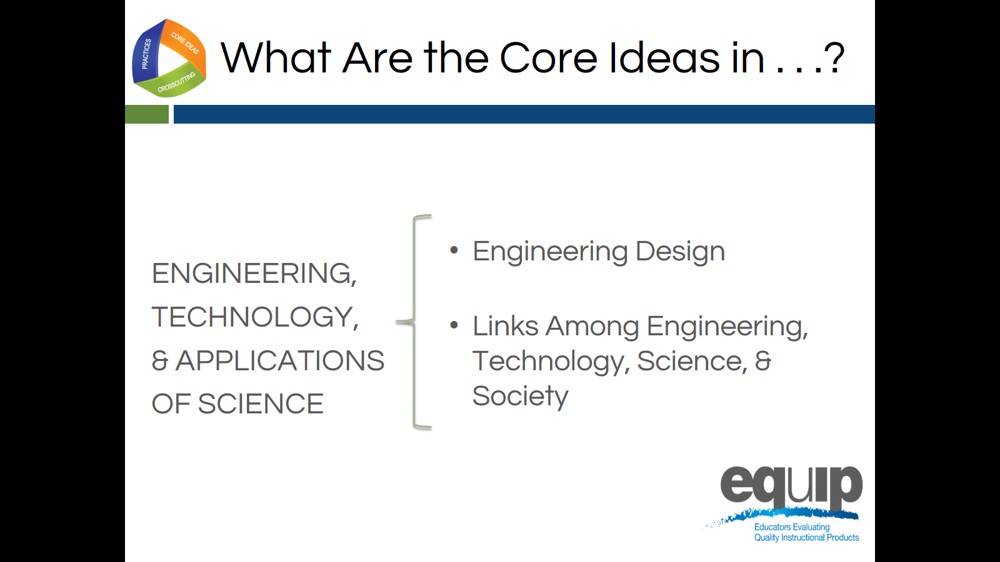 PRACTICES
CORE IDEAS
CROSSCUTTING
What Are the Core Ideas in . . .?
ENGINEERING,
TECHNOLOGY,
& APPLICATIONS
OF SCIENCE
• Engineering Design
• Links Among Engineering,
Technology, Science, &
Society
equip
Educators Evaluating
Quality Instructional Products